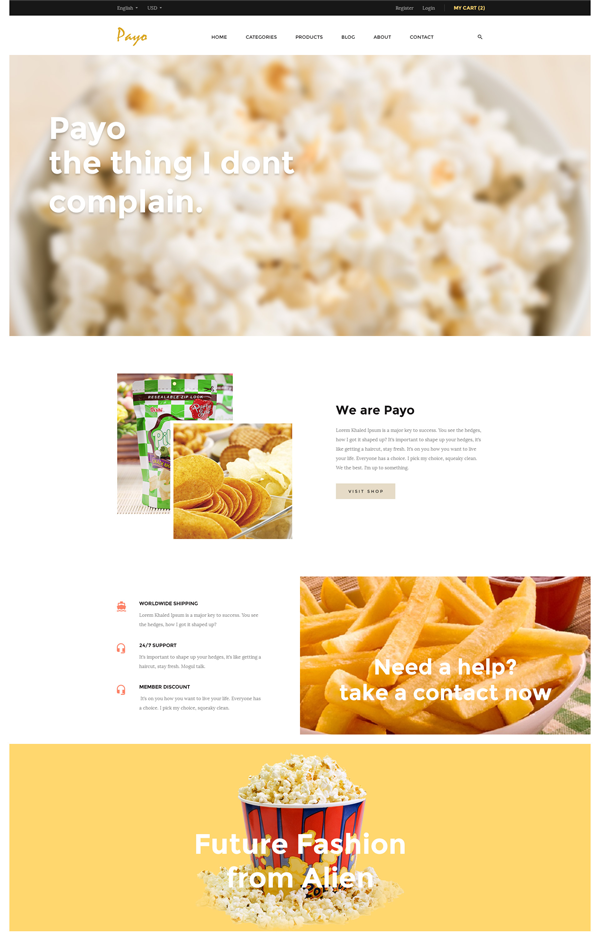 English USD Register Login MY CART (2)
Payo HOME CATEGORIES PRODUCTS BLOG ABOUT CONTACT
Payo
the thing I dont
complain.
RESEALABLE ZIP LOCK
We are Payo
Lorem Khaled Ipsum is a major key to success. You see the hedges,
how I got it shaped up? It's important to shape up your hedges, it's
like getting a haircut, stay fresh. It's on you how you want to live
your life. Everyone has a choice. I pick my choice, squeaky clean.
We the best. I'm up to something.
VISIT SHOP
WORLDWIDE SHIPPING
Lorem Khaled Ipsum is a major key to success. You see
the hedges, how I got it shaped up?
24/7 SUPPORT
It's important to shape up your hedges, it's like getting a
haircut, stay fresh. Mogul talk.
MEMBER DISCOUNT
It's on you how you want to live your life. Everyone has
a choice. I pick my choice, squeaky clean.
Need a help?
take a contact now
Future Fashion
from Alien